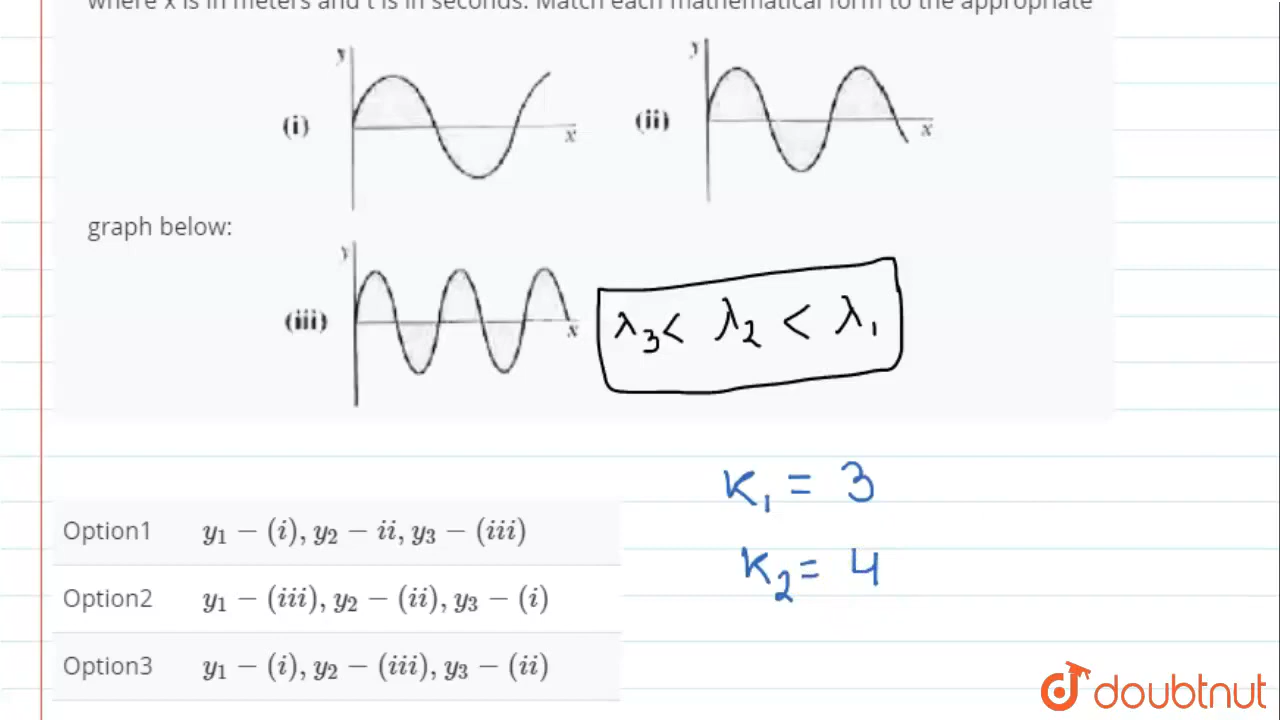 where x is in meters and t is in seconds. Match each mathematical form to the appropriate
y
(i)
x
y
(ii)
x
graph below:
y
(iii)
x
λ₃ < λ₂ < λ₁
K₁ = 3
K₂ = 4
Option1 y₁ − (i), y₂ − ii, y₃ − (iii)
Option2 y₁ − (iii), y₂ − (ii), y₃ − (i)
Option3 y₁ − (i), y₂ − (iii), y₃ − (ii)
doubtnut